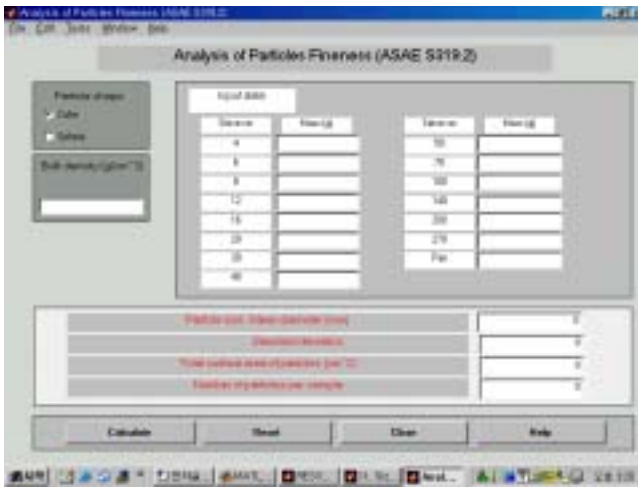 Analysis of Particles Fineness (ASAE S319.2)
File Edit Tools Window Help
Analysis of Particles Fineness (ASAE S319.2)
Particle shape
Cube
Sphere
Bulk density (g/cm^3)
Input data
Sieve no Mass (g) Sieve no Mass (g)
4 50
6 70
8 100
12 140
16 200
20 270
30 Pan
40
Particle size Mean diameter (mm) 0
Standard deviation 0
Total surface area of particles (cm^2) 0
Number of particles per sample 0
Calculate Reset Close Help